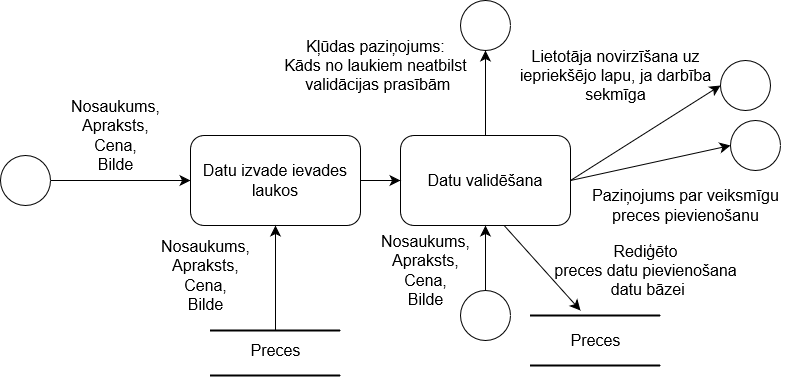 Kļūdas paziņojums:
Kāds no laukiem neatbilst
validācijas prasībām
Lietotāja novirzīšana uz
iepriekšējo lapu, ja darbība
sekmīga
Nosaukums,
Apraksts,
Cena,
Bilde
Datu izvade ievades
laukos
Datu validēšana
Paziņojums par veiksmīgu
preces pievienošanu
Nosaukums,
Apraksts,
Cena,
Bilde
Nosaukums,
Apraksts,
Cena,
Bilde
Rediģēto
preces datu pievienošana
datu bāzei
Preces
Preces